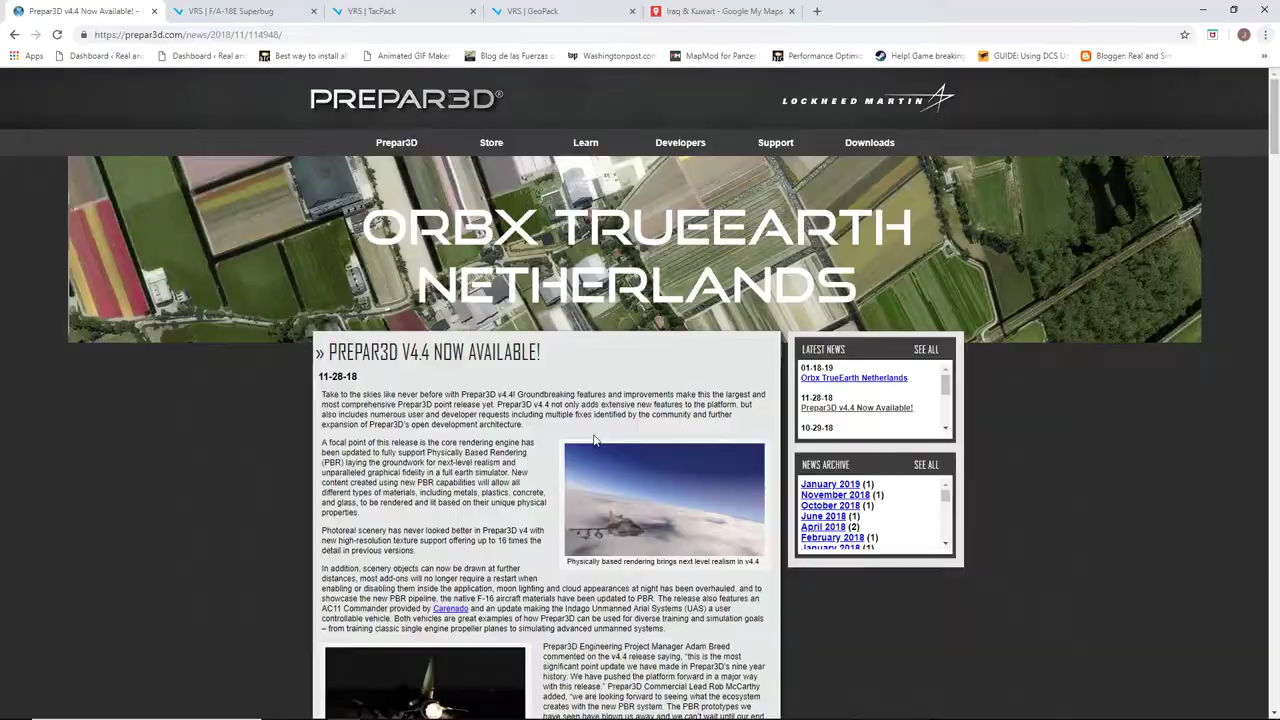 Prepar3D v4.4 Now Available! –
VRS | F/A-18E Superbug
VRS | TacPack
VRS | GeoPack
Iraq & Kuwait - Google My Maps
https://prepar3d.com/news/2018/11/114948/
J
Apps
Dashboard ‹ Real and
Dashboard ‹ Real and
Best way to install
Animated GIF Maker
Blog de las Fuerzas
Washingtonpost.com
MapMod for Panzer
Performance Optimiz
Help! Game breaking
GUIDE: Using DCS
Blogger: Real and Sim
PREPAR3D®
LOCKHEED MARTIN
Prepar3D
Store
Learn
Developers
Support
Downloads
ORBX TRUEEARTH
NETHERLANDS
» PREPAR3D V4.4 NOW AVAILABLE!
11-28-18
Take to the skies like never before with Prepar3D v4.4! Groundbreaking features and improvements make this the largest and
most comprehensive Prepar3D point release yet. Prepar3D v4.4 not only adds extensive new features to the platform, but
also includes numerous user and developer requests including multiple fixes identified by the community and further
expansion of Prepar3D's open development architecture.
A focal point of this release is the core rendering engine has
been updated to fully support Physically Based Rendering
(PBR) laying the groundwork for next-level realism and
unparalleled graphical fidelity in a full earth simulator. New
content created using new PBR capabilities will allow all
different types of materials, including metals, plastics, concrete,
and glass, to be rendered and lit based on their unique physical
properties.
Physically based rendering brings next level realism in v4.4
Photoreal scenery has never looked better in Prepar3D v4 with
new high-resolution texture support offering up to 16 times the
detail in previous versions.
In addition, scenery objects can now be drawn at further
distances, most add-ons will no longer require a restart when
enabling or disabling them inside the application, moon lighting and cloud appearances at night has been overhauled, and to
showcase the new PBR pipeline, the native F-16 aircraft materials have been updated to PBR. The release also features an
AC11 Commander provided by Carenado and an update making the Indago Unmanned Arial Systems (UAS) a user
controllable vehicle. Both vehicles are great examples of how Prepar3D can be used for diverse training and simulation goals
– from training classic single engine propeller planes to simulating advanced unmanned systems.
Prepar3D Engineering Project Manager Adam Breed
commented on the v4.4 release saying, "this is the most
significant point update we have made in Prepar3D's nine year
history. We have pushed the platform forward in a major way
with this release." Prepar3D Commercial Lead Rob McCarthy
added, "we are looking forward to seeing what the ecosystem
creates with the new PBR system. The PBR prototypes we
have seen have blown us away and we can't wait until our end
LATEST NEWS
SEE ALL
01-18-19
Orbx TrueEarth Netherlands
11-28-18
Prepar3D v4.4 Now Available!
10-29-18
NEWS ARCHIVE
SEE ALL
January 2019 (1)
November 2018 (1)
October 2018 (1)
June 2018 (1)
April 2018 (2)
February 2018 (1)
January 2018 (1)